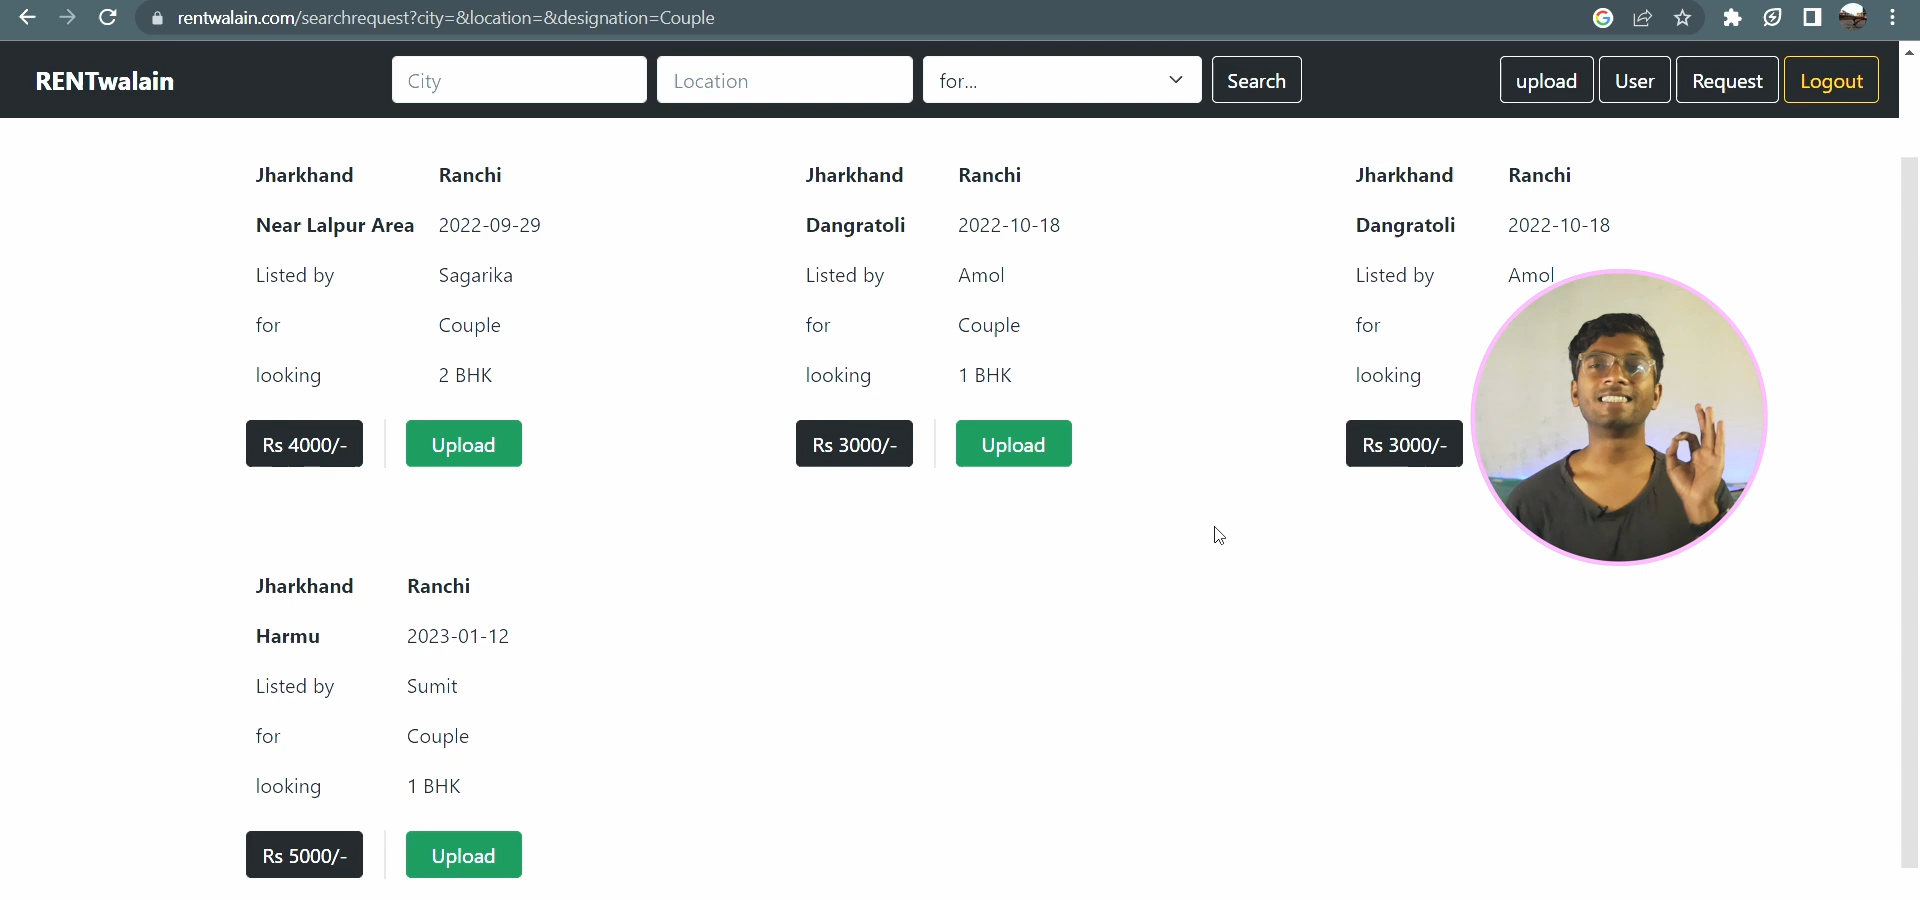 rentwalain.com/searchrequest?city=&location=&designation=Couple
RENTwalain City Location for... Search upload User Request Logout
Jharkhand Ranchi
Near Lalpur Area 2022-09-29
Listed by Sagarika
for Couple
looking 2 BHK
Rs 4000/- Upload
Jharkhand Ranchi
Dangratoli 2022-10-18
Listed by Amol
for Couple
looking 1 BHK
Rs 3000/- Upload
Jharkhand Ranchi
Dangratoli 2022-10-18
Listed by Amol
for
looking
Rs 3000/-
Jharkhand Ranchi
Harmu 2023-01-12
Listed by Sumit
for Couple
looking 1 BHK
Rs 5000/- Upload